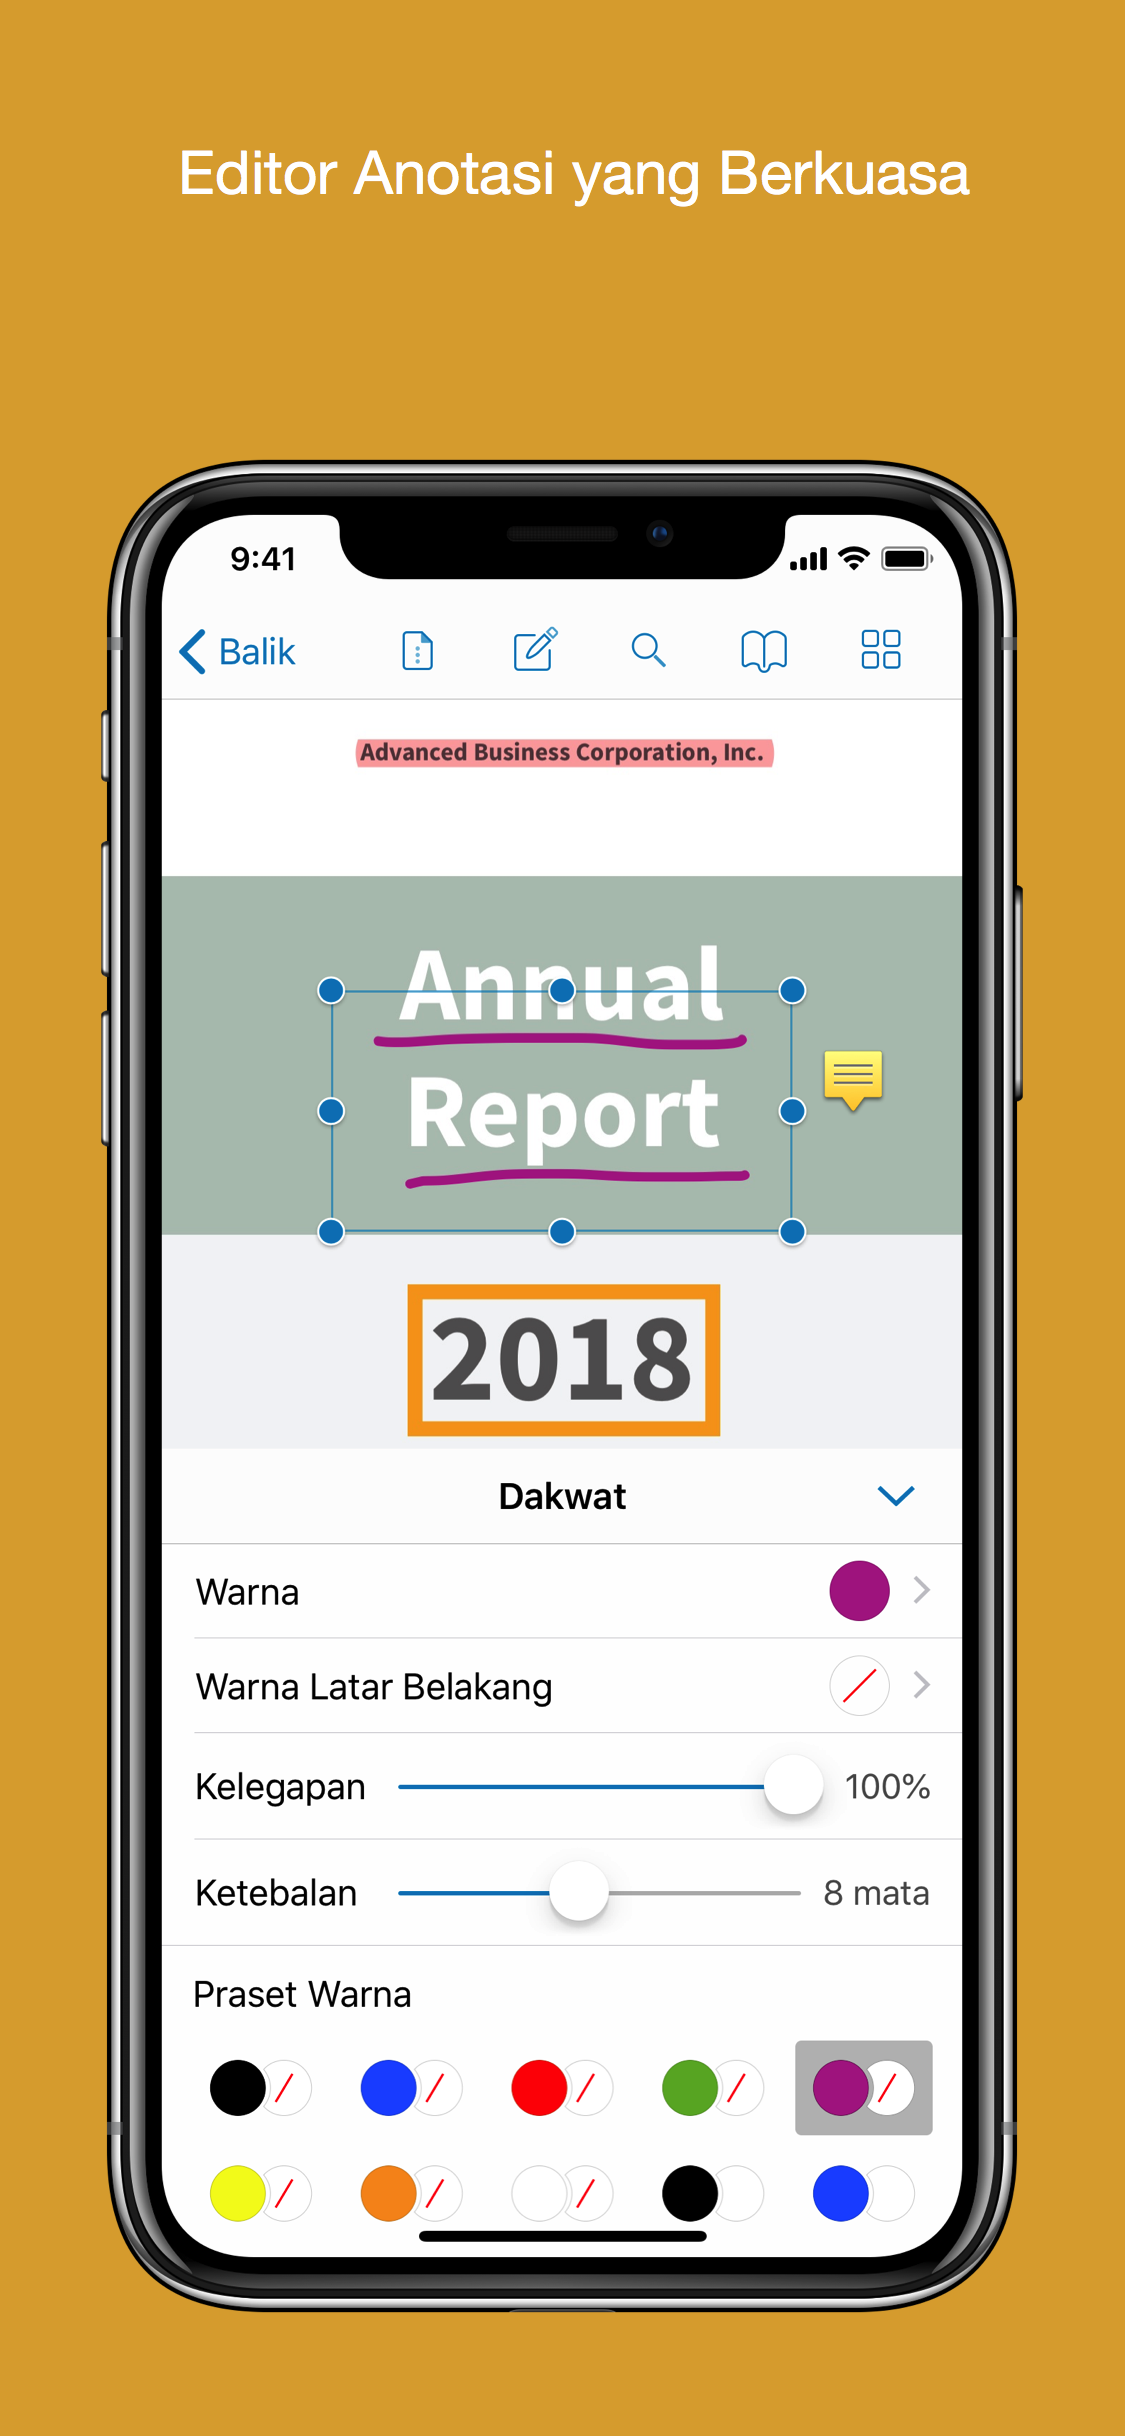 Editor Anotasi yang Berkuasa
9:41
Balik
Advanced Business Corporation, Inc.
Annual
Report
2018
Dakwat
Warna
Warna Latar Belakang
Kelegapan 100%
Ketebalan 8 mata
Praset Warna